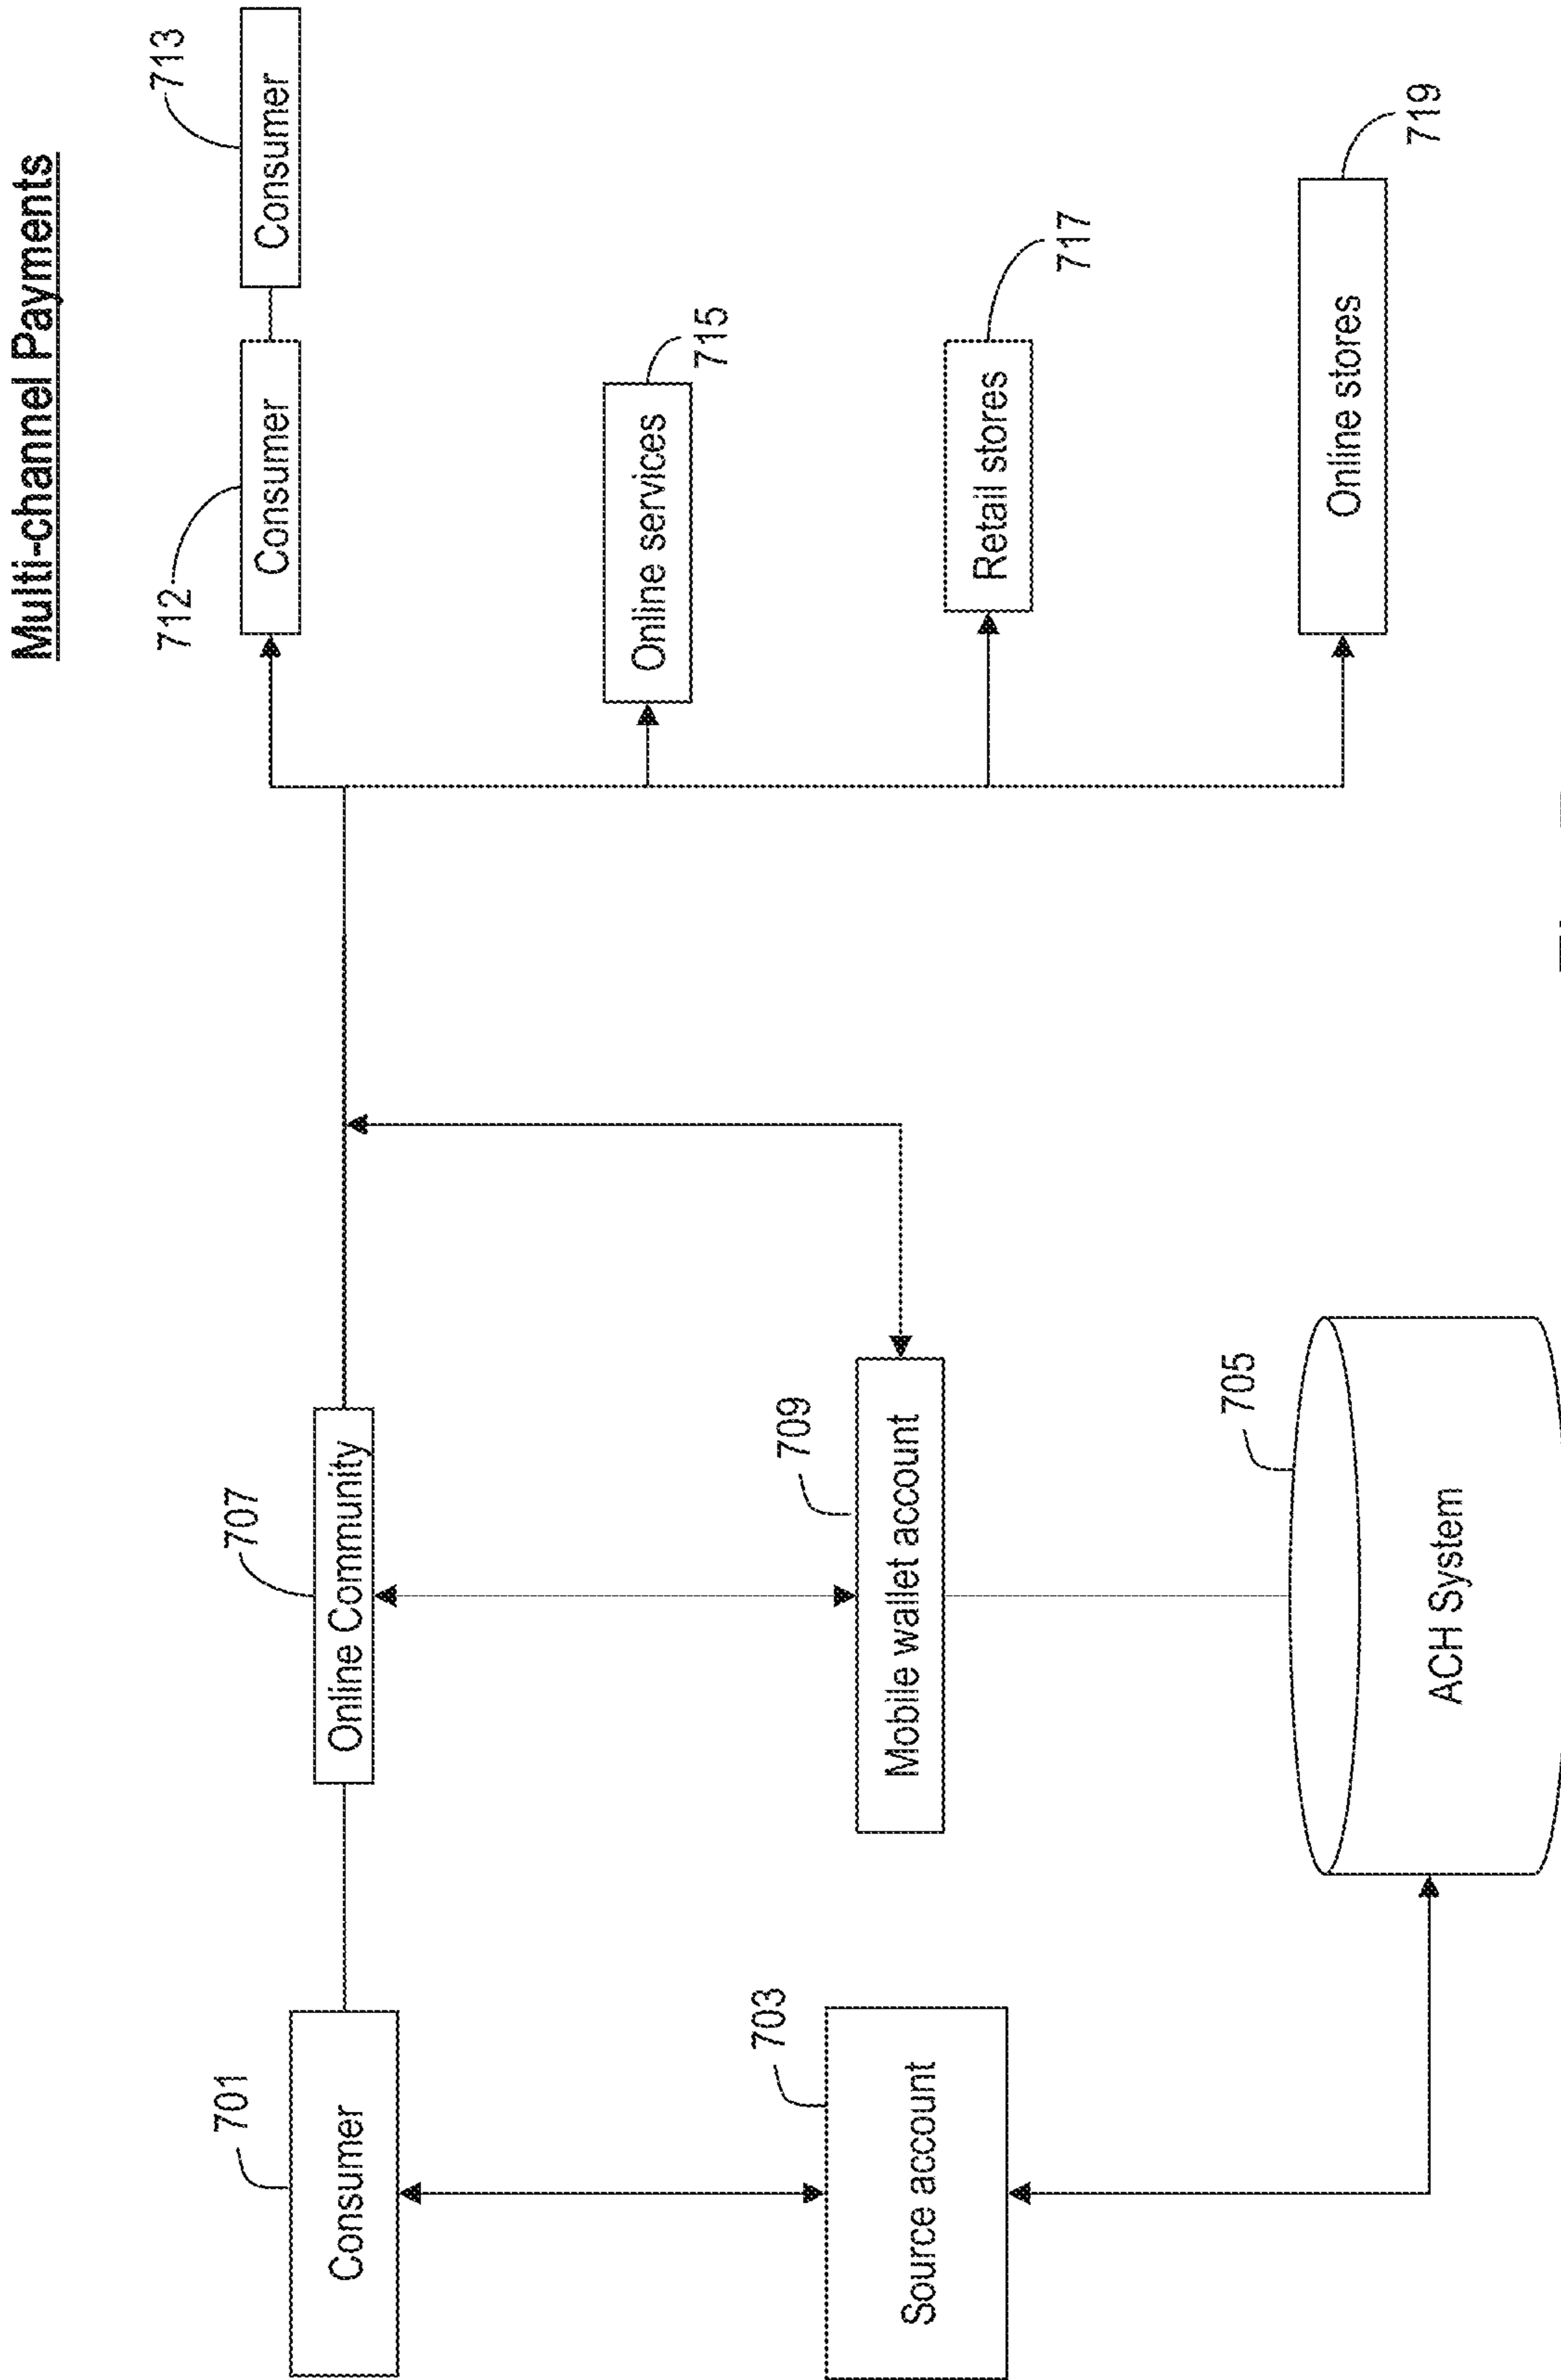 Multi-channel Payments
701
Consumer
707
Online Community
712
Consumer
713
Consumer
703
Source account
709
Mobile wallet account
705
ACH System
Online services
715
Retail stores
717
Online stores
719